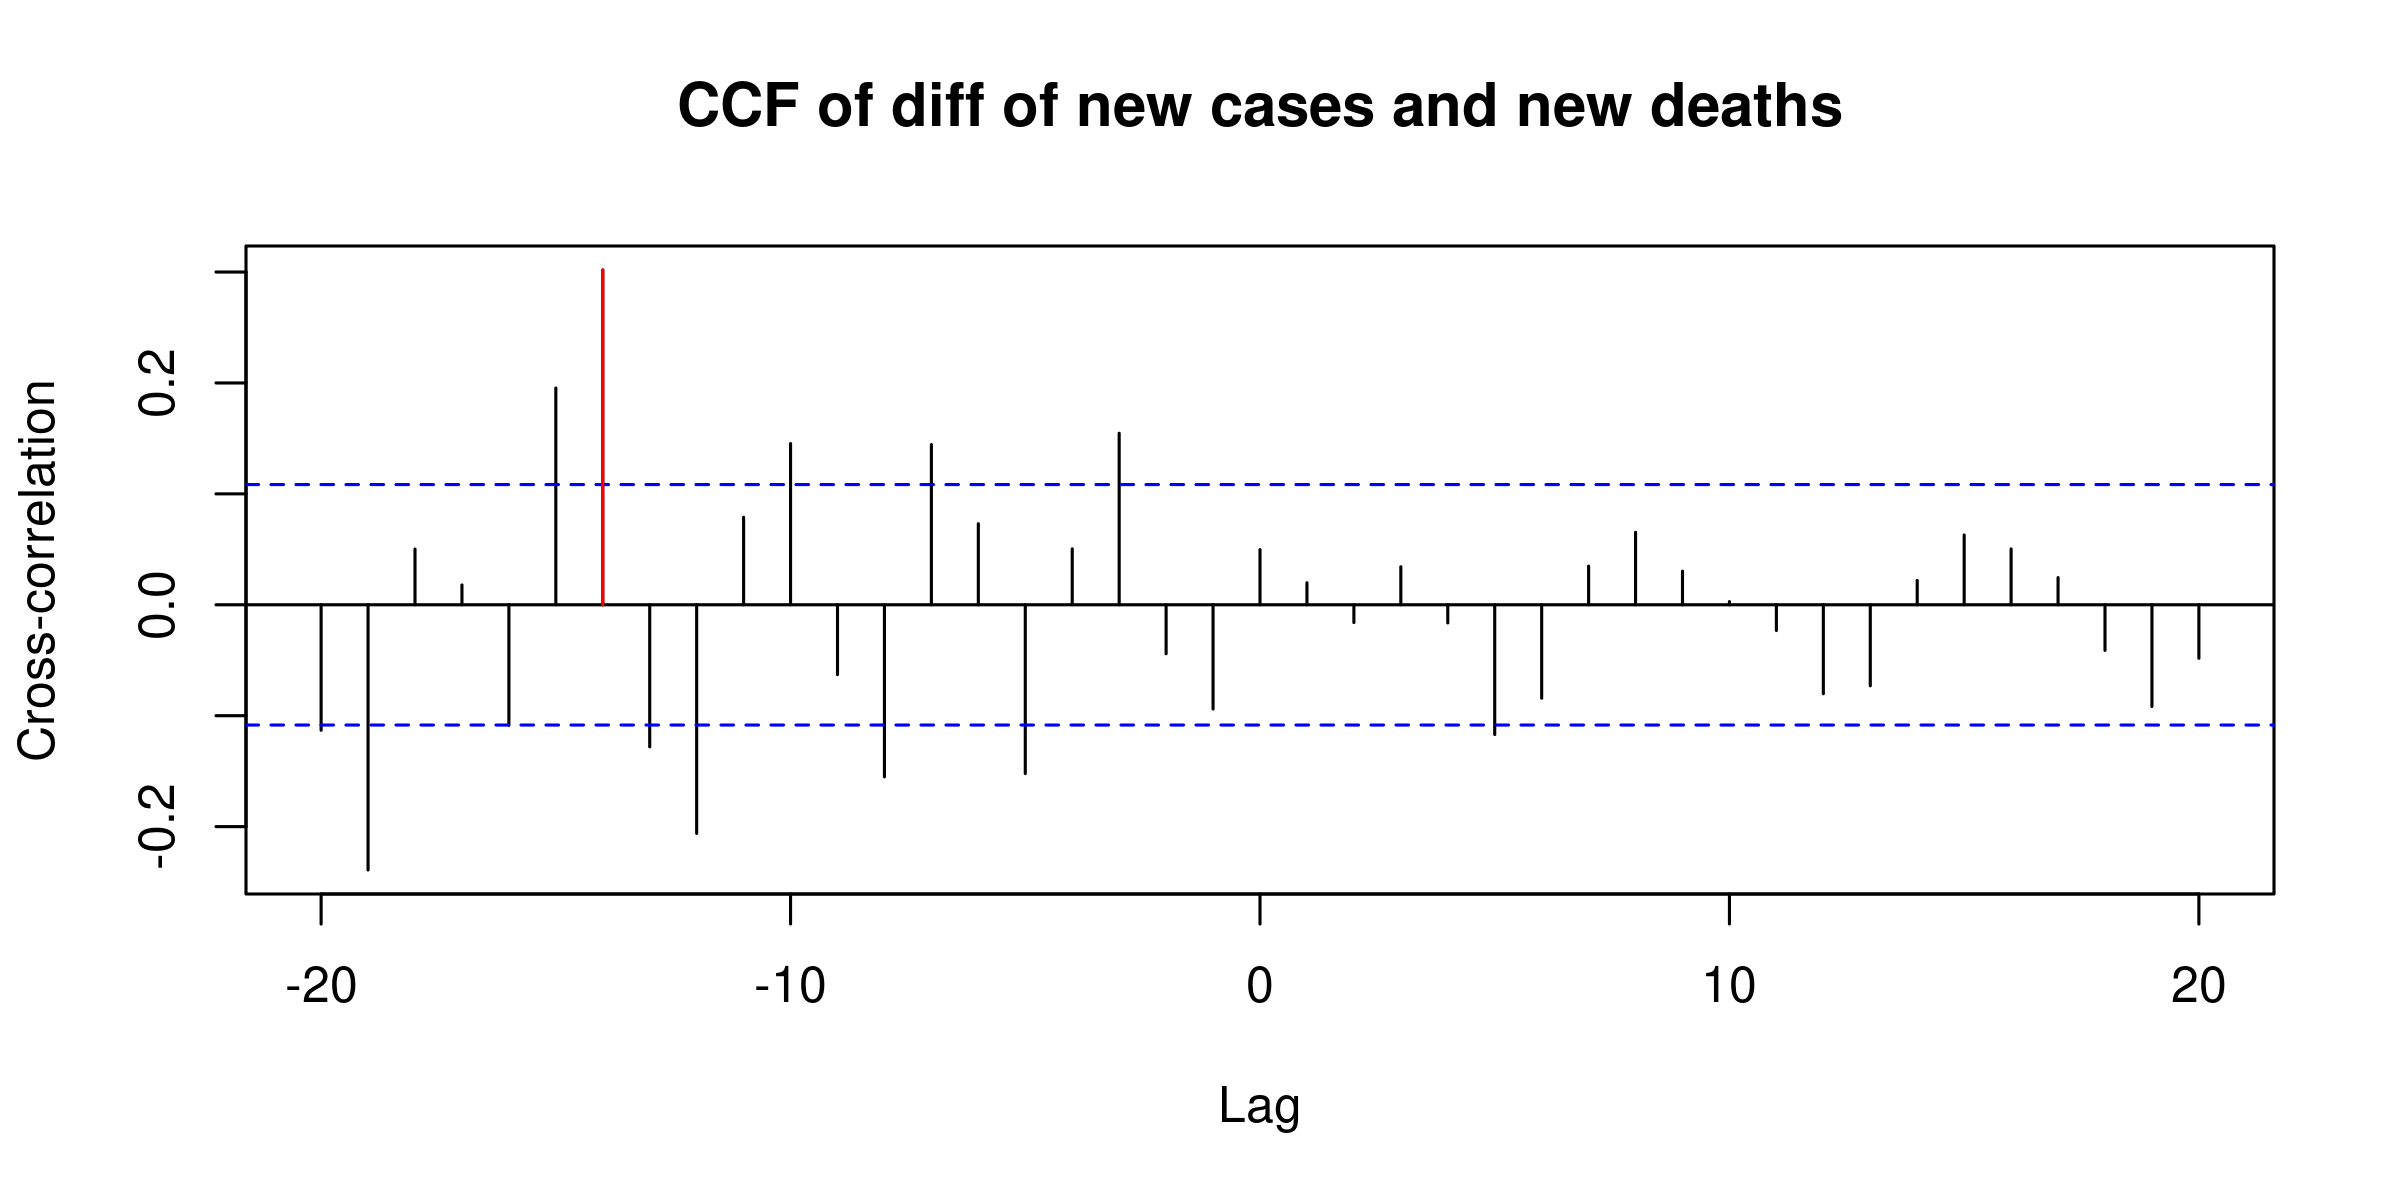 CCF of diff of new cases and new deaths
Cross-correlation
0.2
0.0
-0.2
-20 -10 0 10 20
Lag